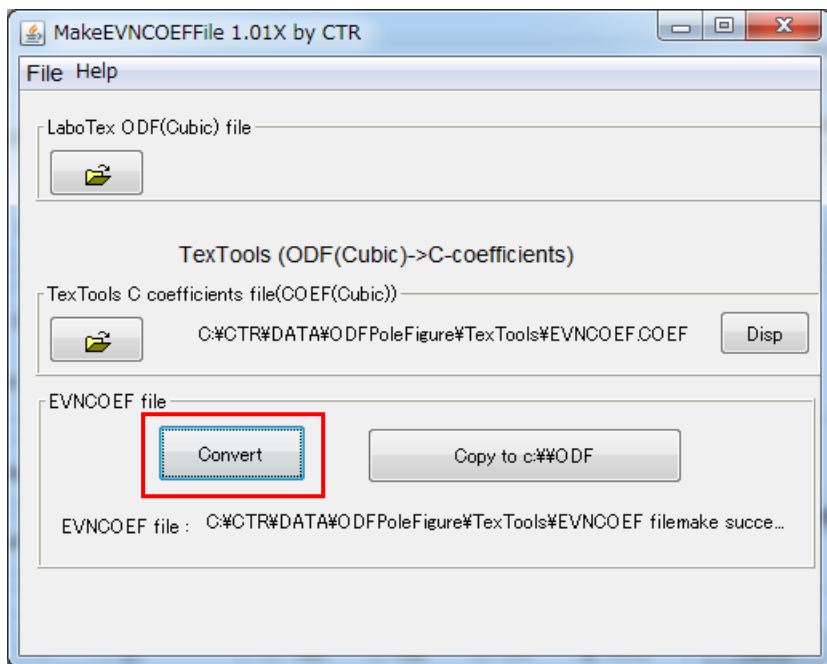 MakeEVNCOEFFile 1.01X by CTR
File Help
LaboTex ODF(Cubic) file
TexTools (ODF(Cubic)->C-coefficients)
TexTools C coefficients file(COEF(Cubic))
C:¥CTR¥DATA¥ODFPoleFigure¥TexTools¥EVNCOEF.COEF Disp
EVNCOEF file
Convert Copy to c:¥¥ODF
EVNCOEF file : C:¥CTR¥DATA¥ODFPoleFigure¥TexTools¥EVNCOEF filemake succe...